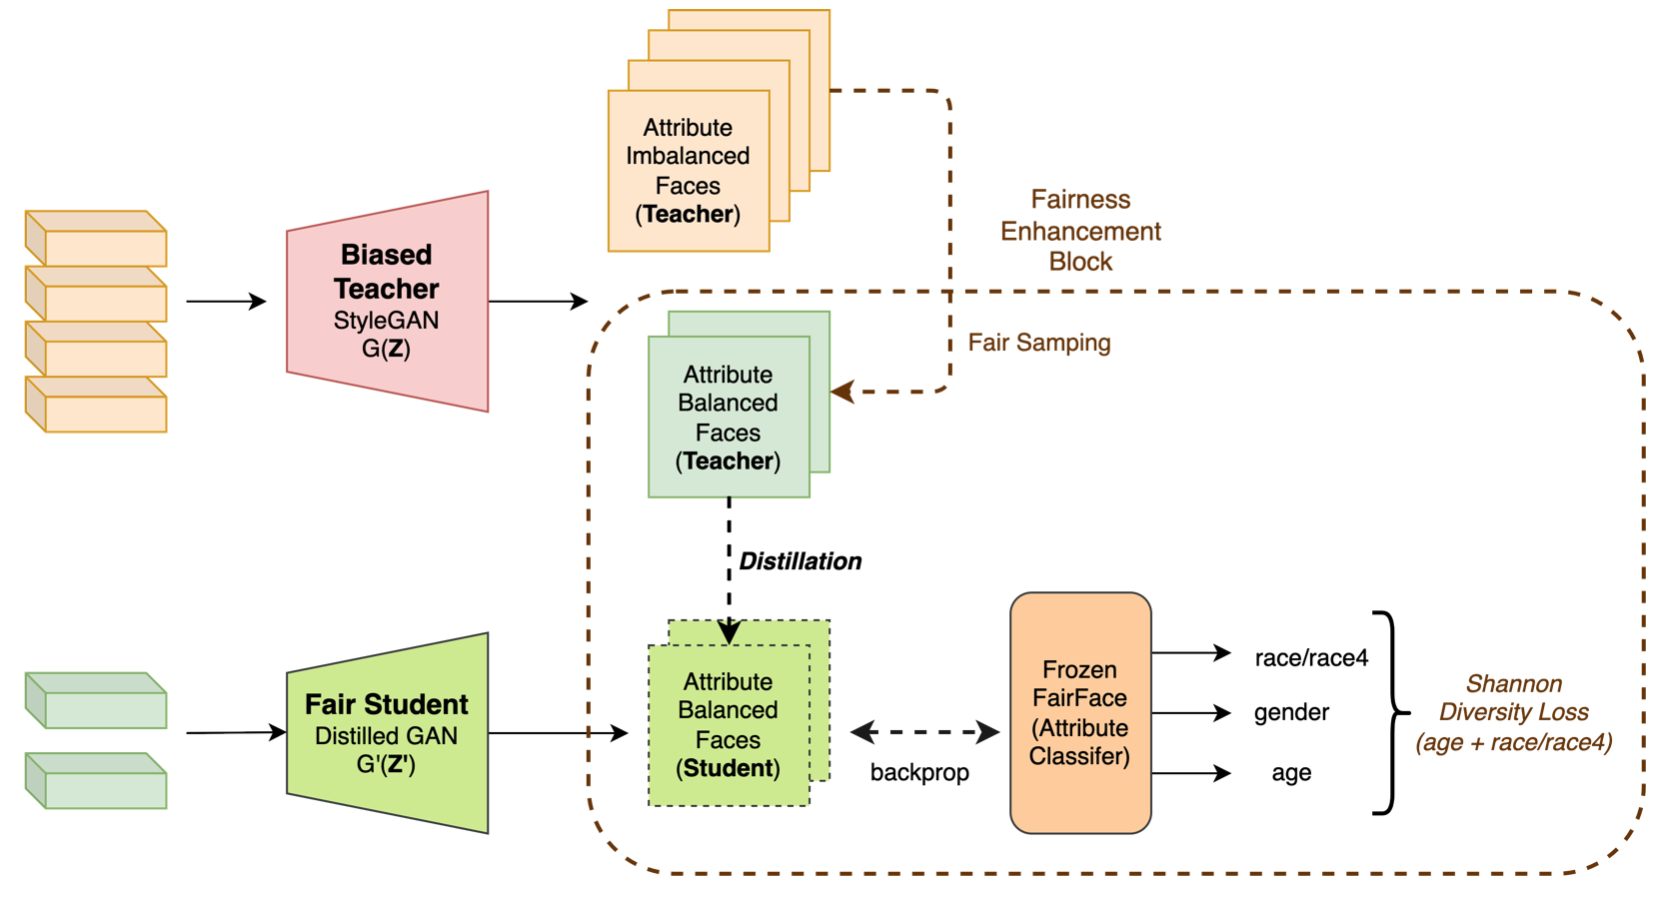 Attribute
Imbalanced
Faces
(Teacher)
Fairness
Enhancement
Block
Biased
Teacher
StyleGAN
G(Z)
Fair Samping
Attribute
Balanced
Faces
(Teacher)
Distillation
Fair Student
Distilled GAN
G'(Z')
Attribute
Balanced
Faces
(Student)
backprop
Frozen
FairFace
(Attribute
Classifer)
race/race4
gender
age
Shannon
Diversity Loss
(age + race/race4)